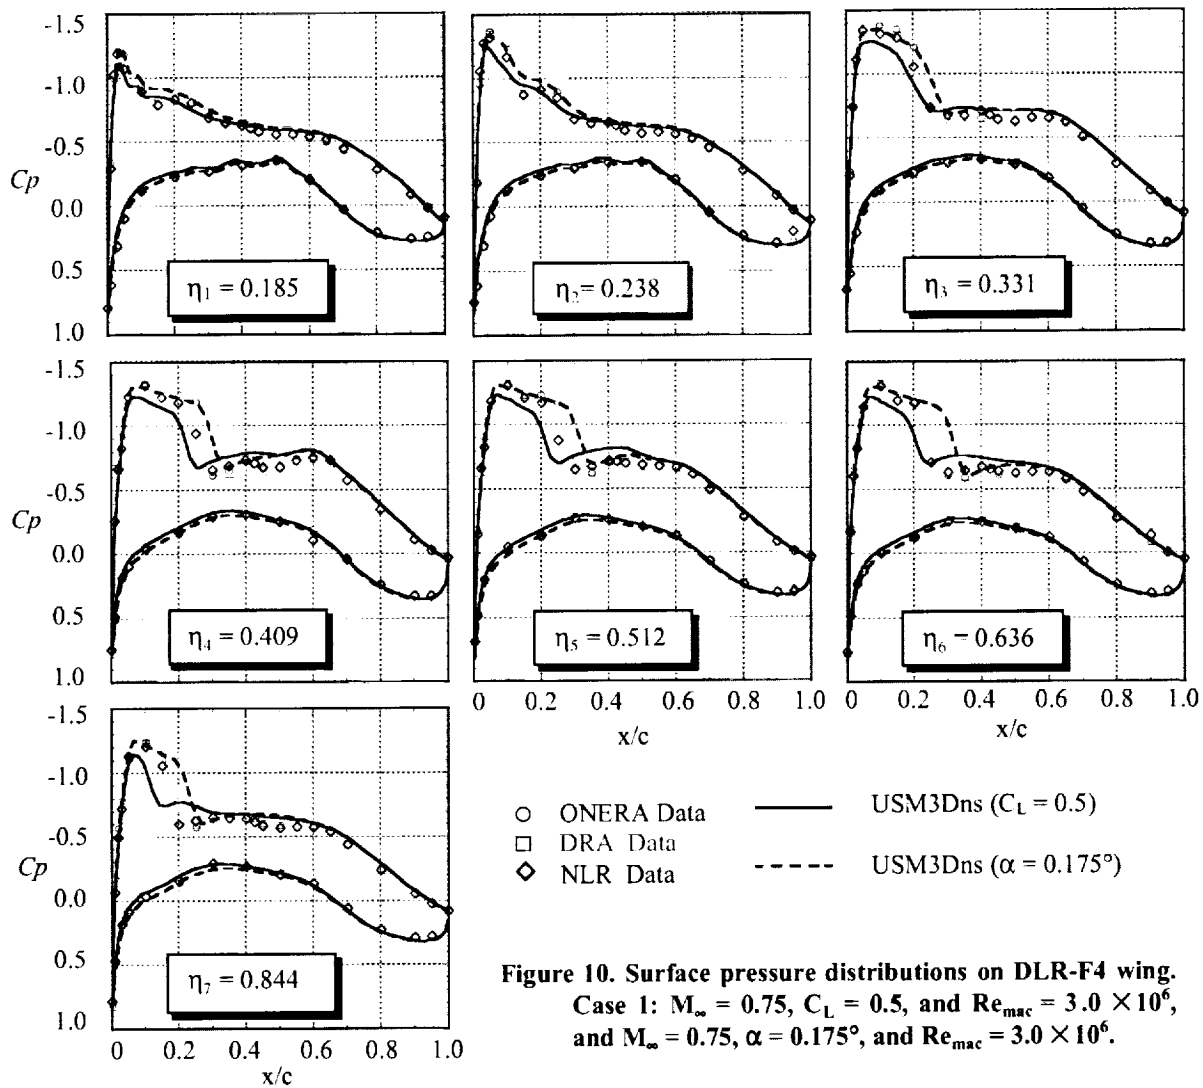 -1.5
-1.0
-0.5
Cp
0.0
0.5
1.0
η₁ = 0.185
η₂= 0.238
η₃ = 0.331
-1.5
-1.0
-0.5
Cp
0.0
0.5
1.0
η₄ = 0.409
η₅ = 0.512
η₆ = 0.636
0 0.2 0.4 0.6 0.8 1.0
x/c
0 0.2 0.4 0.6 0.8 1.0
x/c
-1.5
-1.0
-0.5
Cp
0.0
0.5
1.0
η₇ = 0.844
0 0.2 0.4 0.6 0.8 1.0
x/c
ONERA Data
DRA Data
NLR Data
USM3Dns (C_L = 0.5)
USM3Dns (α = 0.175°)
Figure 10. Surface pressure distributions on DLR-F4 wing.
Case 1: M∞ = 0.75, C_L = 0.5, and Re_mac = 3.0 ×10⁶,
and M∞ = 0.75, α = 0.175°, and Re_mac = 3.0 ×10⁶.